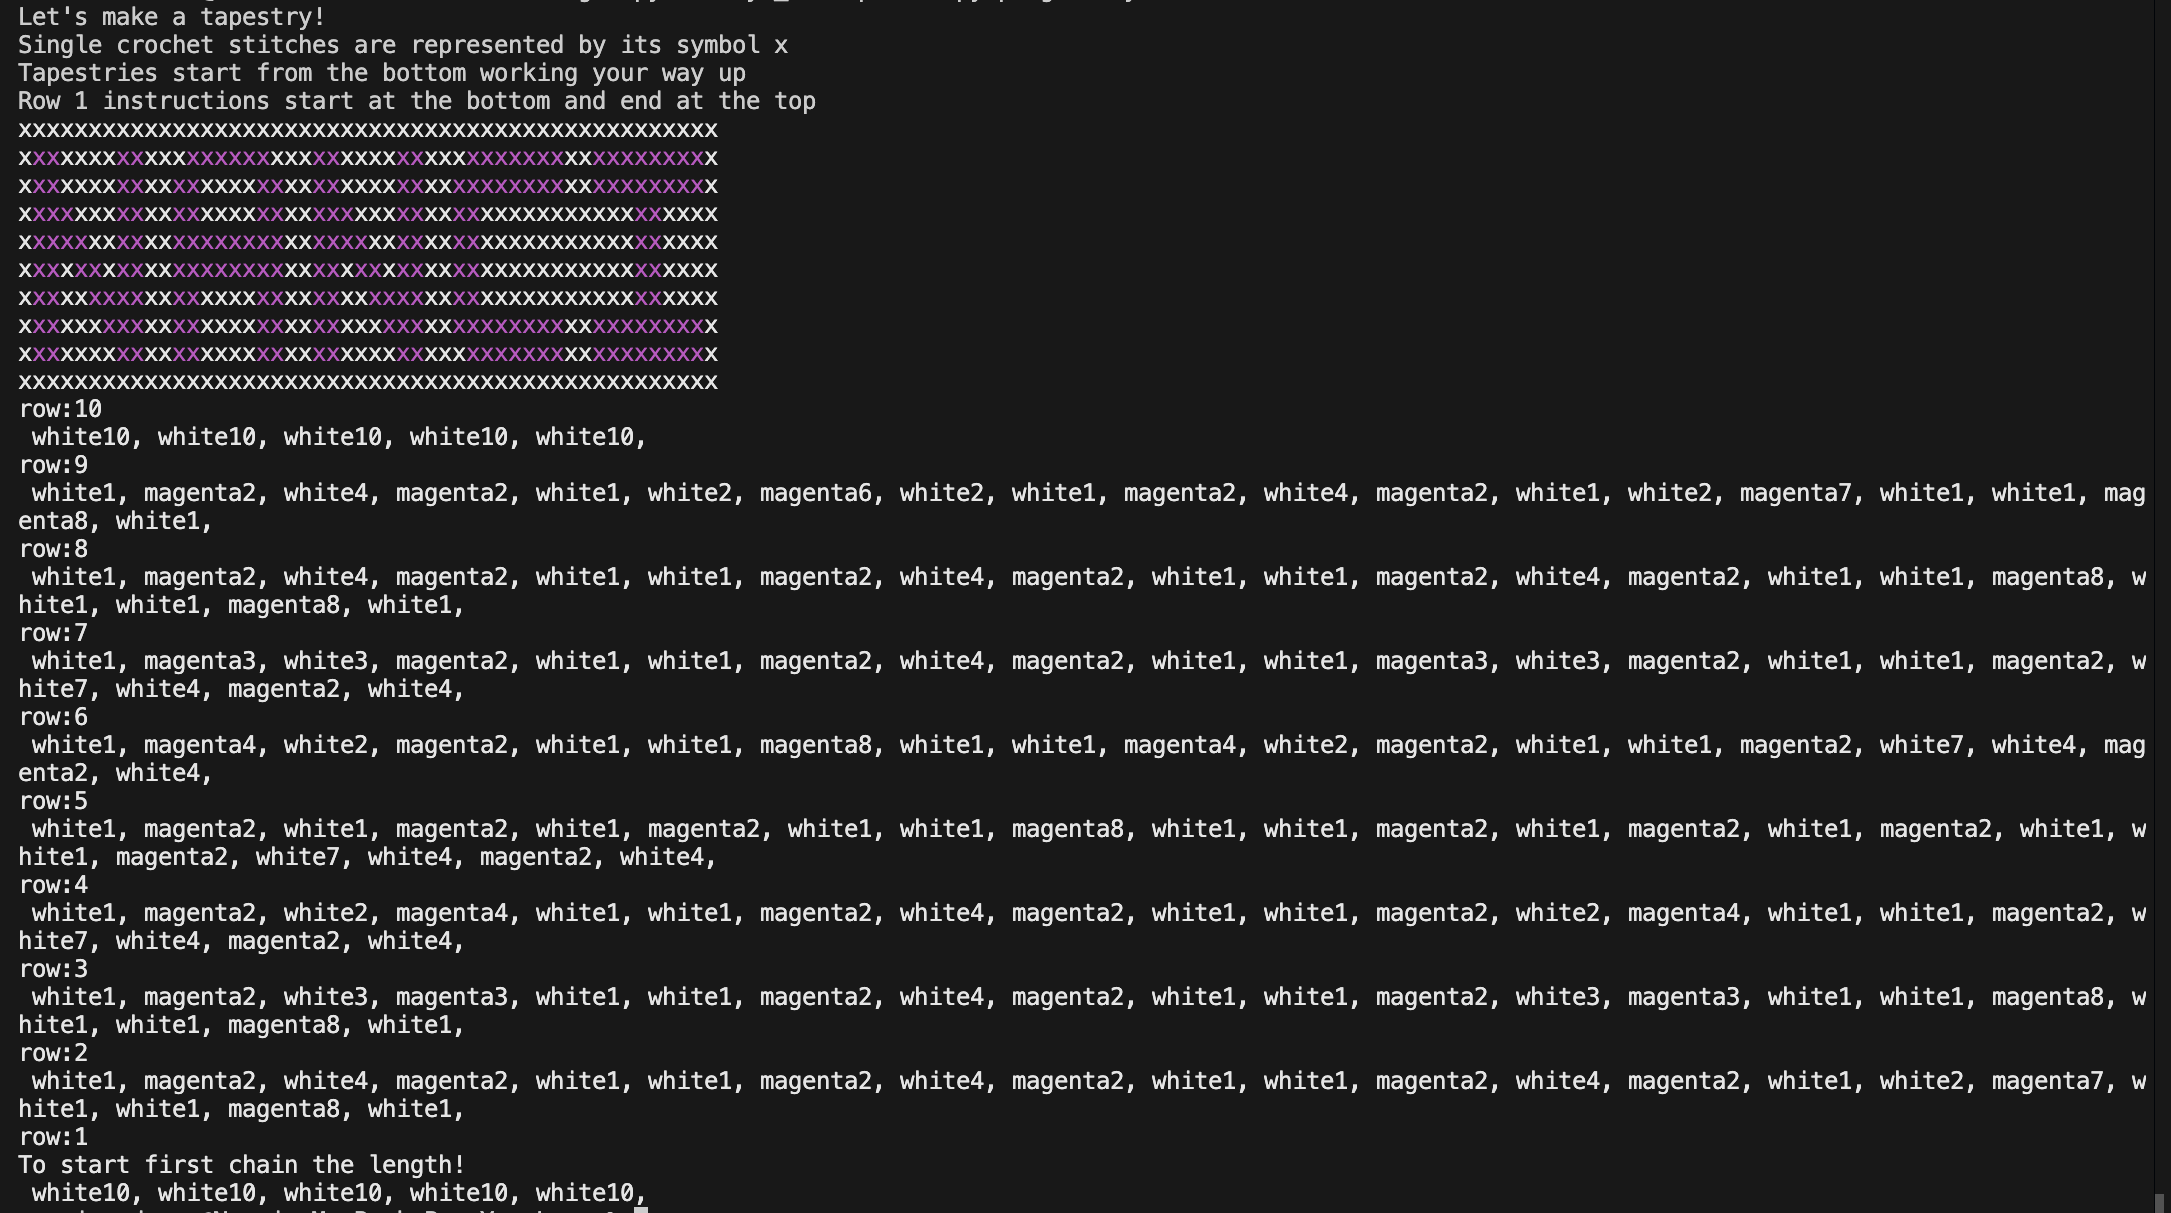 Let's make a tapestry!
Single crochet stitches are represented by its symbol x
Tapestries start from the bottom working your way up
Row 1 instructions start at the bottom and end at the top
xxxxxxxxxxxxxxxxxxxxxxxxxxxxxxxxxxxxxxxxxxxxxxxxxx
xxxxxxxxxxxxxxxxxxxxxxxxxxxxxxxxxxxxxxxxxxxxxxxxxx
xxxxxxxxxxxxxxxxxxxxxxxxxxxxxxxxxxxxxxxxxxxxxxxxxx
xxxxxxxxxxxxxxxxxxxxxxxxxxxxxxxxxxxxxxxxxxxxxxxxxx
xxxxxxxxxxxxxxxxxxxxxxxxxxxxxxxxxxxxxxxxxxxxxxxxxx
xxxxxxxxxxxxxxxxxxxxxxxxxxxxxxxxxxxxxxxxxxxxxxxxxx
xxxxxxxxxxxxxxxxxxxxxxxxxxxxxxxxxxxxxxxxxxxxxxxxxx
xxxxxxxxxxxxxxxxxxxxxxxxxxxxxxxxxxxxxxxxxxxxxxxxxx
xxxxxxxxxxxxxxxxxxxxxxxxxxxxxxxxxxxxxxxxxxxxxxxxxx
xxxxxxxxxxxxxxxxxxxxxxxxxxxxxxxxxxxxxxxxxxxxxxxxxx
row:10
white10, white10, white10, white10, white10,
row:9
white1, magenta2, white4, magenta2, white1, white2, magenta6, white2, white1, magenta2, white4, magenta2, white1, white2, magenta7, white1, white1, mag
enta8, white1,
row:8
white1, magenta2, white4, magenta2, white1, white1, magenta2, white4, magenta2, white1, white1, magenta2, white4, magenta2, white1, white1, magenta8, w
hite1, white1, magenta8, white1,
row:7
white1, magenta3, white3, magenta2, white1, white1, magenta2, white4, magenta2, white1, white1, magenta3, white3, magenta2, white1, white1, magenta2, w
hite7, white4, magenta2, white4,
row:6
white1, magenta4, white2, magenta2, white1, white1, magenta8, white1, white1, magenta4, white2, magenta2, white1, white1, magenta2, white7, white4, mag
enta2, white4,
row:5
white1, magenta2, white1, magenta2, white1, magenta2, white1, white1, magenta8, white1, white1, magenta2, white1, magenta2, white1, magenta2, white1, w
hite1, magenta2, white7, white4, magenta2, white4,
row:4
white1, magenta2, white2, magenta4, white1, white1, magenta2, white4, magenta2, white1, white1, magenta2, white2, magenta4, white1, white1, magenta2, w
hite7, white4, magenta2, white4,
row:3
white1, magenta2, white3, magenta3, white1, white1, magenta2, white4, magenta2, white1, white1, magenta2, white3, magenta3, white1, white1, magenta8, w
hite1, white1, magenta8, white1,
row:2
white1, magenta2, white4, magenta2, white1, white1, magenta2, white4, magenta2, white1, white1, magenta2, white4, magenta2, white1, white2, magenta7, w
hite1, white1, magenta8, white1,
row:1
To start first chain the length!
white10, white10, white10, white10, white10,